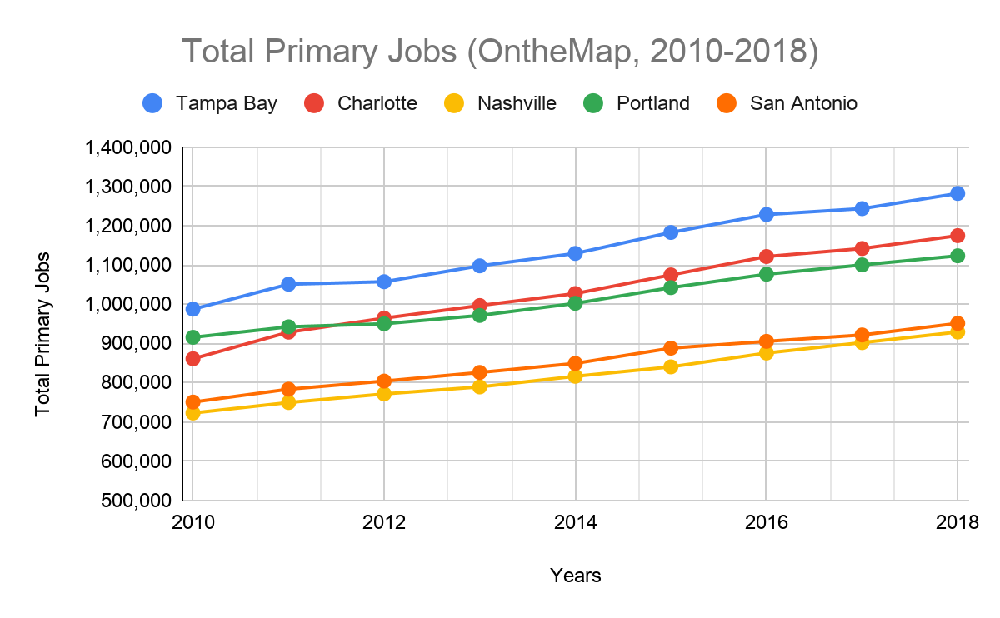 Total Primary Jobs (OntheMap, 2010-2018)
Tampa Bay Charlotte Nashville Portland San Antonio
1,400,000
1,300,000
1,200,000
1,100,000
1,000,000
900,000
800,000
700,000
600,000
500,000
Total Primary Jobs
2010 2012 2014 2016 2018
Years